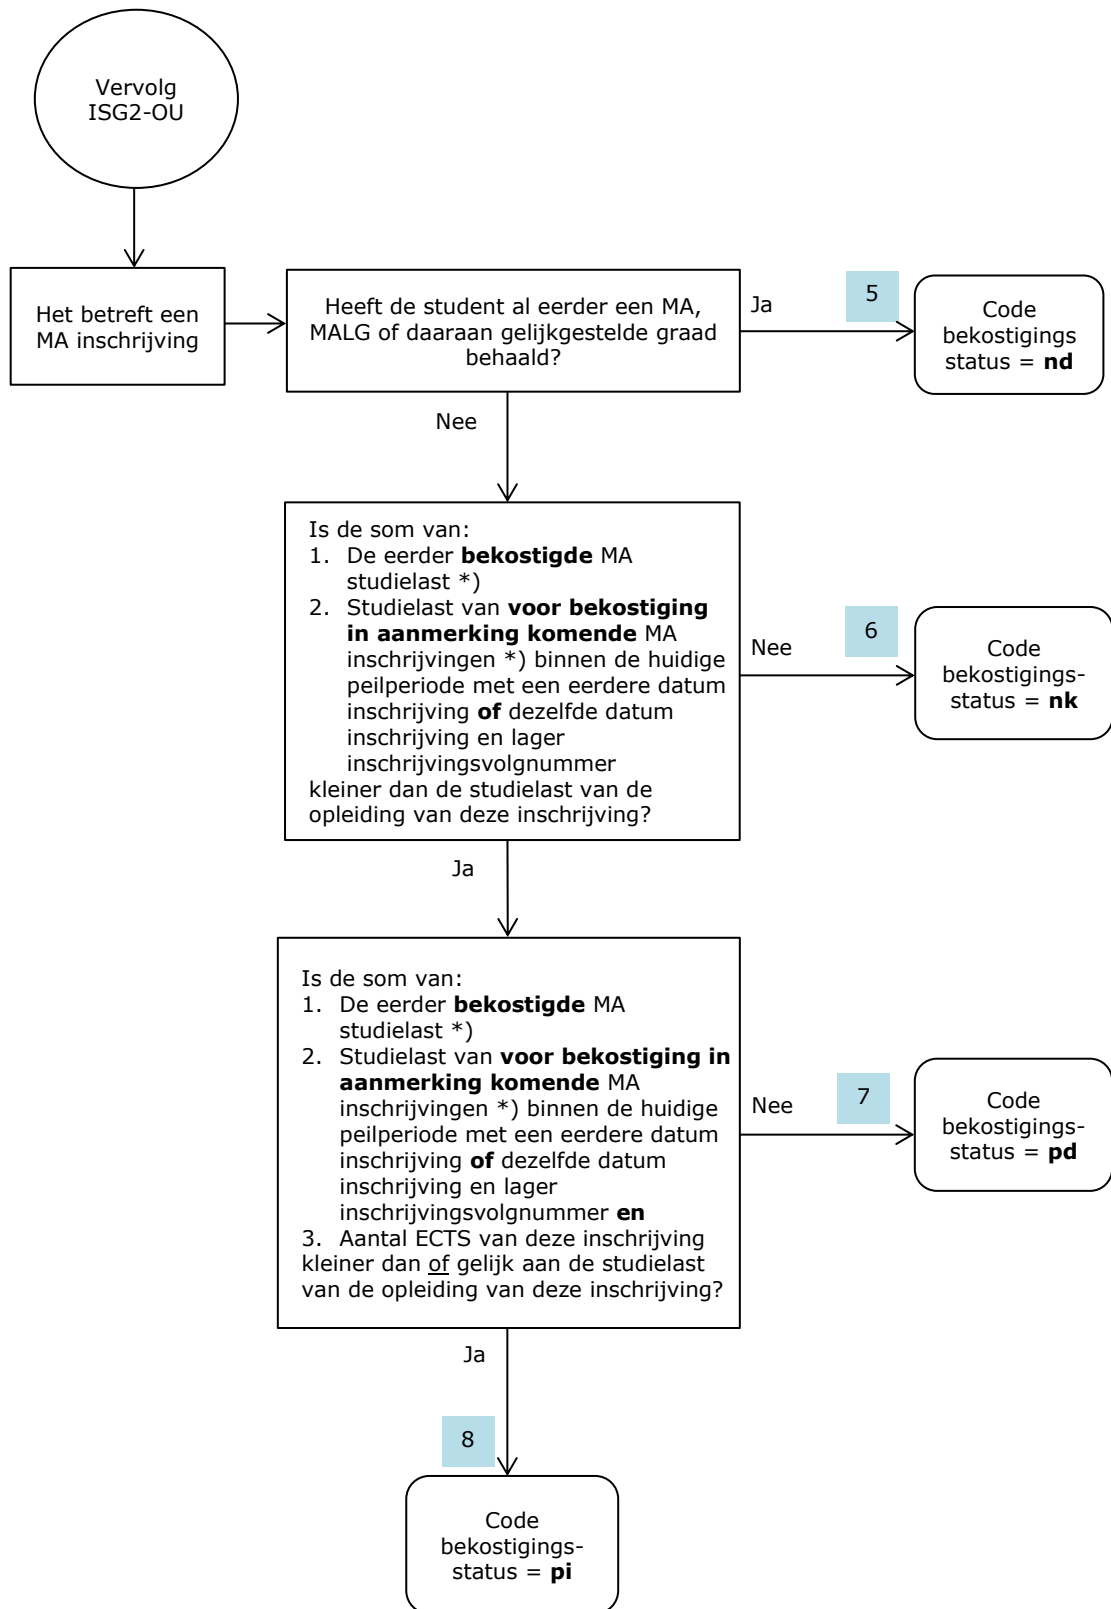 Vervolg
ISG2-OU
Het betreft een
MA inschrijving
Heeft de student al eerder een MA,
MALG of daaraan gelijkgestelde graad
behaald?
Ja
5
Code
bekostigings
status = nd
Nee
Is de som van:
1. De eerder bekostigde MA
studielast *)
2. Studielast van voor bekostiging
in aanmerking komende MA
inschrijvingen *) binnen de huidige
peilperiode met een eerdere datum
inschrijving of dezelfde datum
inschrijving en lager
inschrijvingsvolgnummer
kleiner dan de studielast van de
opleiding van deze inschrijving?
Nee
6
Code
bekostigings-
status = nk
Ja
Is de som van:
1. De eerder bekostigde MA
studielast *)
2. Studielast van voor bekostiging in
aanmerking komende MA
inschrijvingen *) binnen de huidige
peilperiode met een eerdere datum
inschrijving of dezelfde datum
inschrijving en lager
inschrijvingsvolgnummer en
3. Aantal ECTS van deze inschrijving
kleiner dan of gelijk aan de studielast
van de opleiding van deze inschrijving?
Nee
7
Code
bekostigings-
status = pd
Ja
8
Code
bekostigings-
status = pi